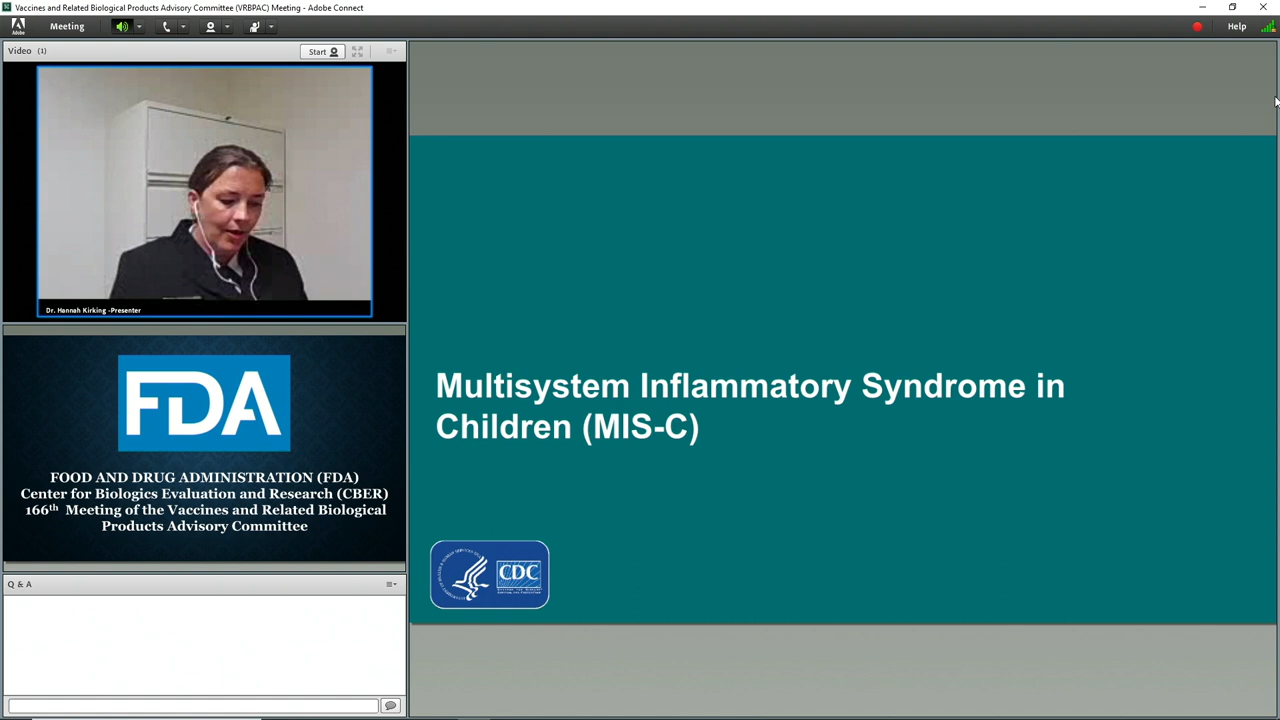 Vaccines and Related Biological Products Advisory Committee (VRBPAC) Meeting - Adobe Connect
Adobe
Meeting
Help
Video (1)
Start
Dr. Hannah Kirking -Presenter
FDA
FOOD AND DRUG ADMINISTRATION (FDA)
Center for Biologics Evaluation and Research (CBER)
166th Meeting of the Vaccines and Related Biological
Products Advisory Committee
Q & A
Multisystem Inflammatory Syndrome in
Children (MIS-C)
CDC